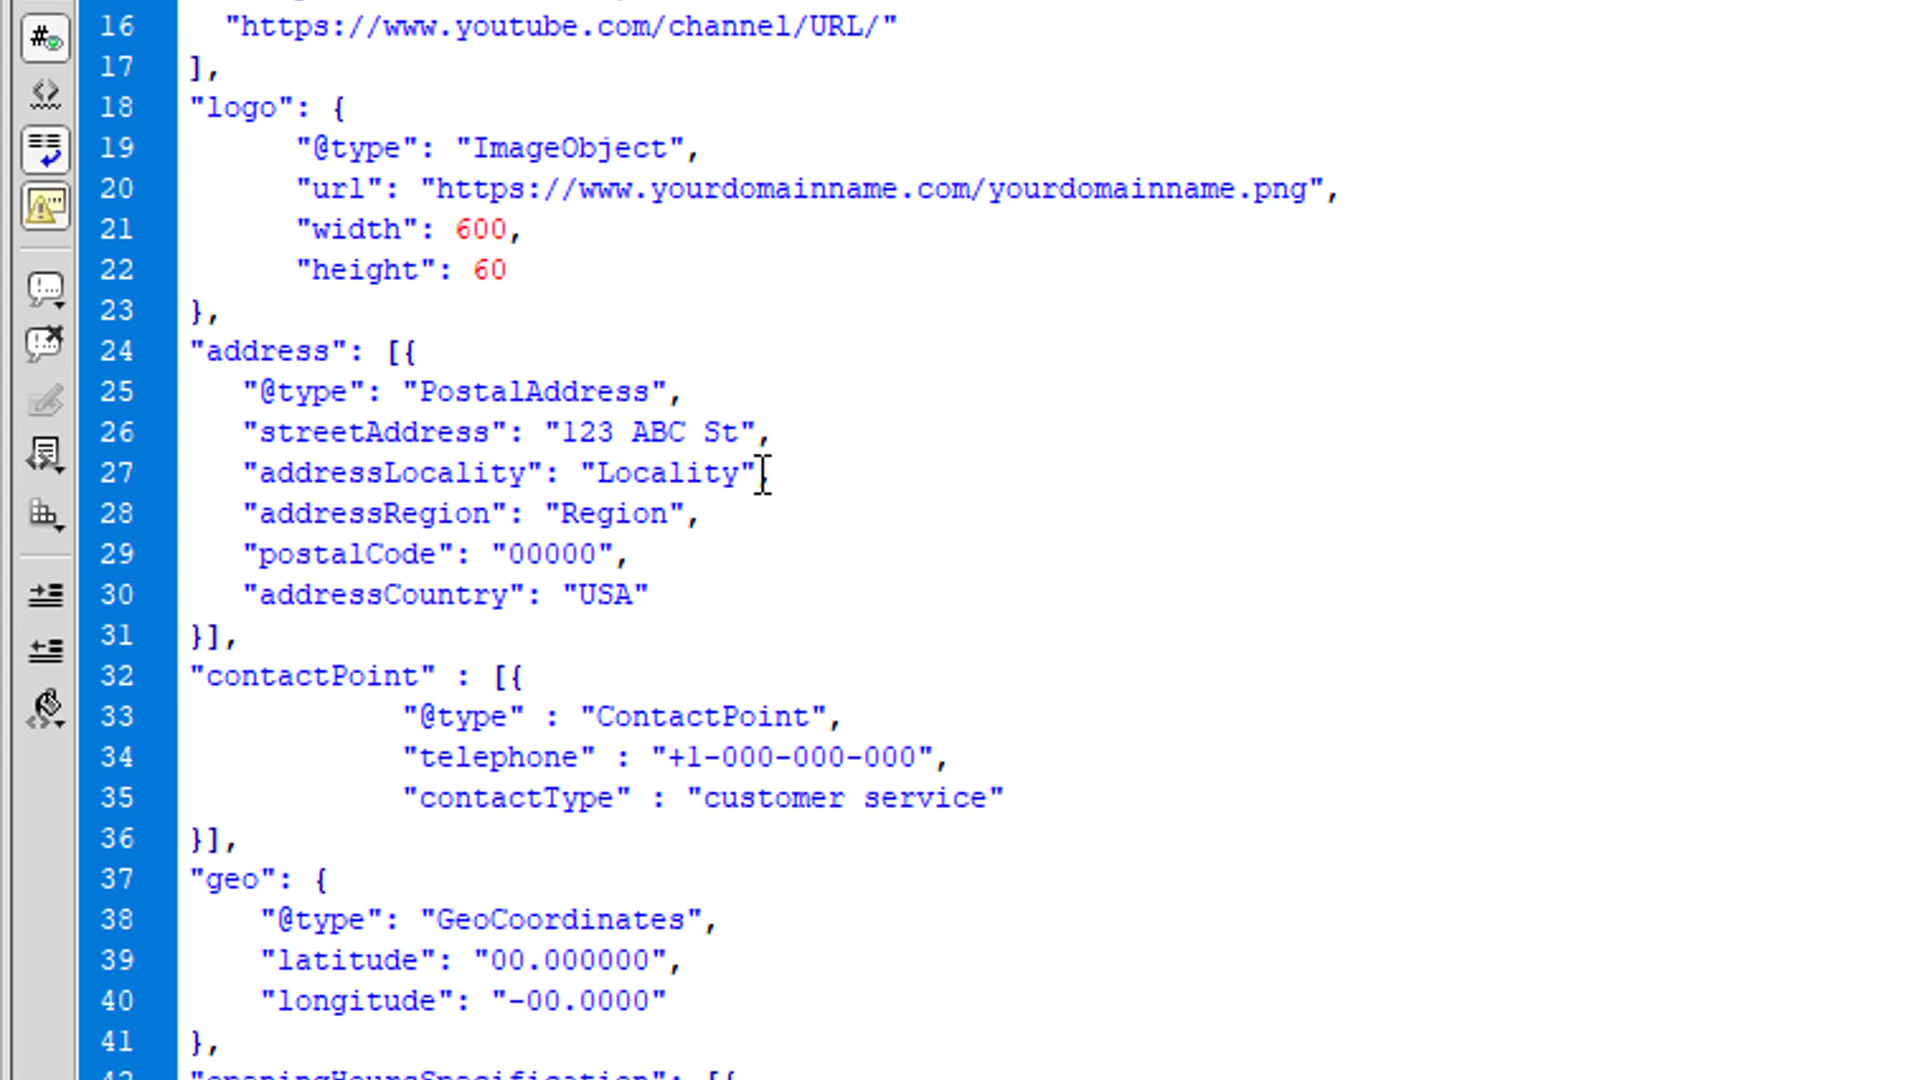 16 "https://www.youtube.com/channel/URL/"
17 ],
18 "logo": {
19 "@type": "ImageObject",
20 "url": "https://www.yourdomainname.com/yourdomainname.png",
21 "width": 600,
22 "height": 60
23 },
24 "address": [{
25 "@type": "PostalAddress",
26 "streetAddress": "123 ABC St",
27 "addressLocality": "Locality",
28 "addressRegion": "Region",
29 "postalCode": "00000",
30 "addressCountry": "USA"
31 }],
32 "contactPoint" : [{
33 "@type" : "ContactPoint",
34 "telephone" : "+1-000-000-000",
35 "contactType" : "customer service"
36 }],
37 "geo": {
38 "@type": "GeoCoordinates",
39 "latitude": "00.000000",
40 "longitude": "-00.0000"
41 },
42 "openingHoursSpecification": [{